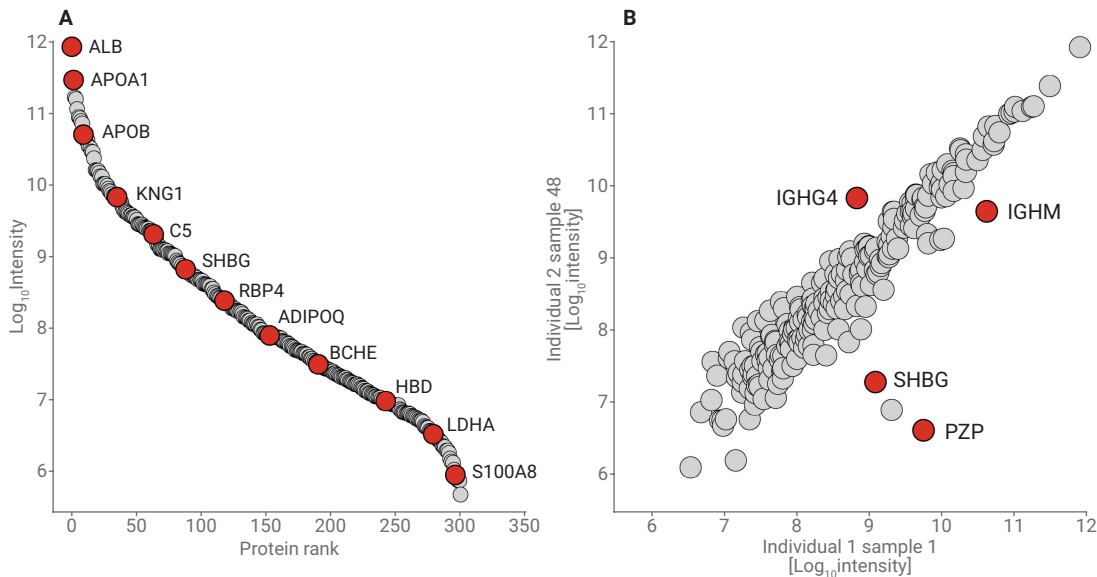 A
12
11
10
9
8
7
6
Log10Intensity
ALB
APOA1
APOB
KNG1
C5
SHBG
RBP4
ADIPOQ
BCHE
HBD
LDHA
S100A8
0 50 100 150 200 250 300 350
Protein rank
B
12
11
10
9
8
7
6
Individual 2 sample 48
[Log10intensity]
IGHG4
IGHM
SHBG
PZP
6 7 8 9 10 11 12
Individual 1 sample 1
[Log10intensity]